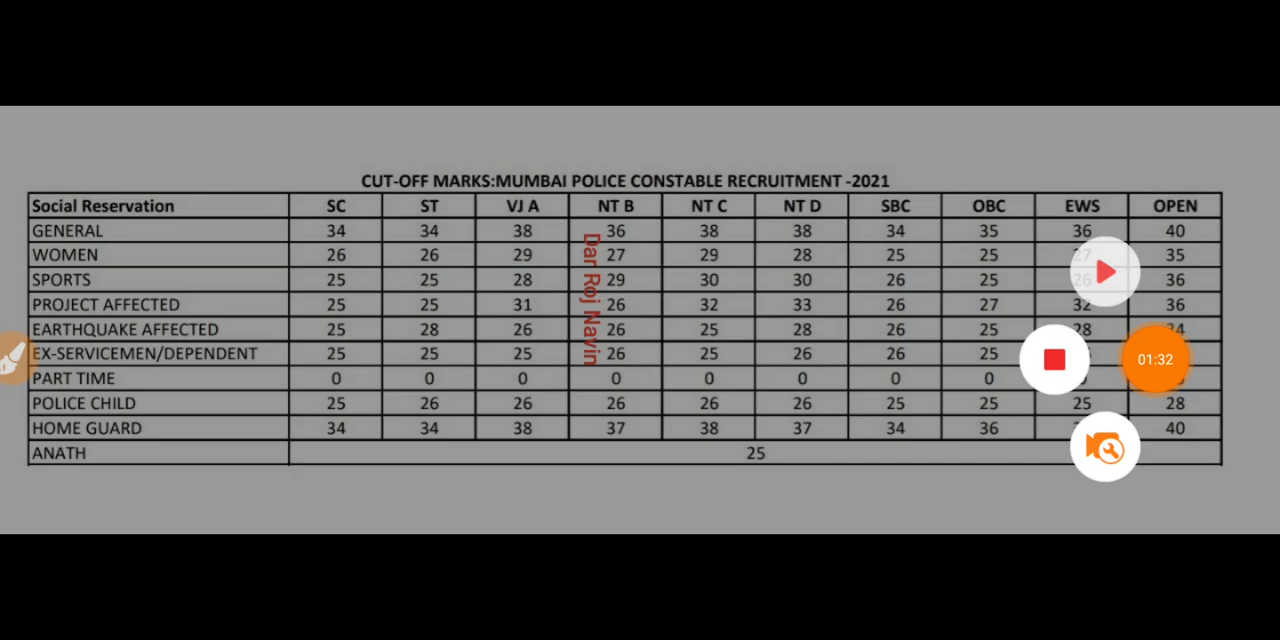 CUT-OFF MARKS:MUMBAI POLICE CONSTABLE RECRUITMENT -2021
Social Reservation SC ST VJ A NT B NT C NT D SBC OBC EWS OPEN
GENERAL 34 34 38 36 38 38 34 35 36 40
WOMEN 26 26 29 27 29 28 25 25 27 35
SPORTS 25 25 28 29 30 30 26 25 26 36
PROJECT AFFECTED 25 25 31 26 32 33 26 27 32 36
EARTHQUAKE AFFECTED 25 28 26 26 25 28 26 25 28 34
EX-SERVICEMEN/DEPENDENT 25 25 25 26 25 26 26 25
PART TIME 0 0 0 0 0 0 0 0
POLICE CHILD 25 26 26 26 26 26 25 25 25 28
HOME GUARD 34 34 38 37 38 37 34 36 40
ANATH 25
Dar Roj Navin
01:32